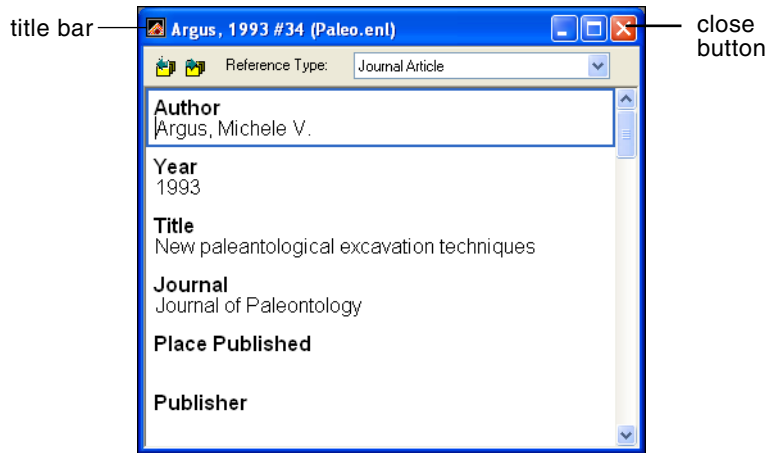 title bar
Argus, 1993 #34 (Paleo.enl)
close
button
Reference Type: Journal Article
Author
Argus, Michele V.
Year
1993
Title
New paleantological excavation techniques
Journal
Journal of Paleontology
Place Published
Publisher